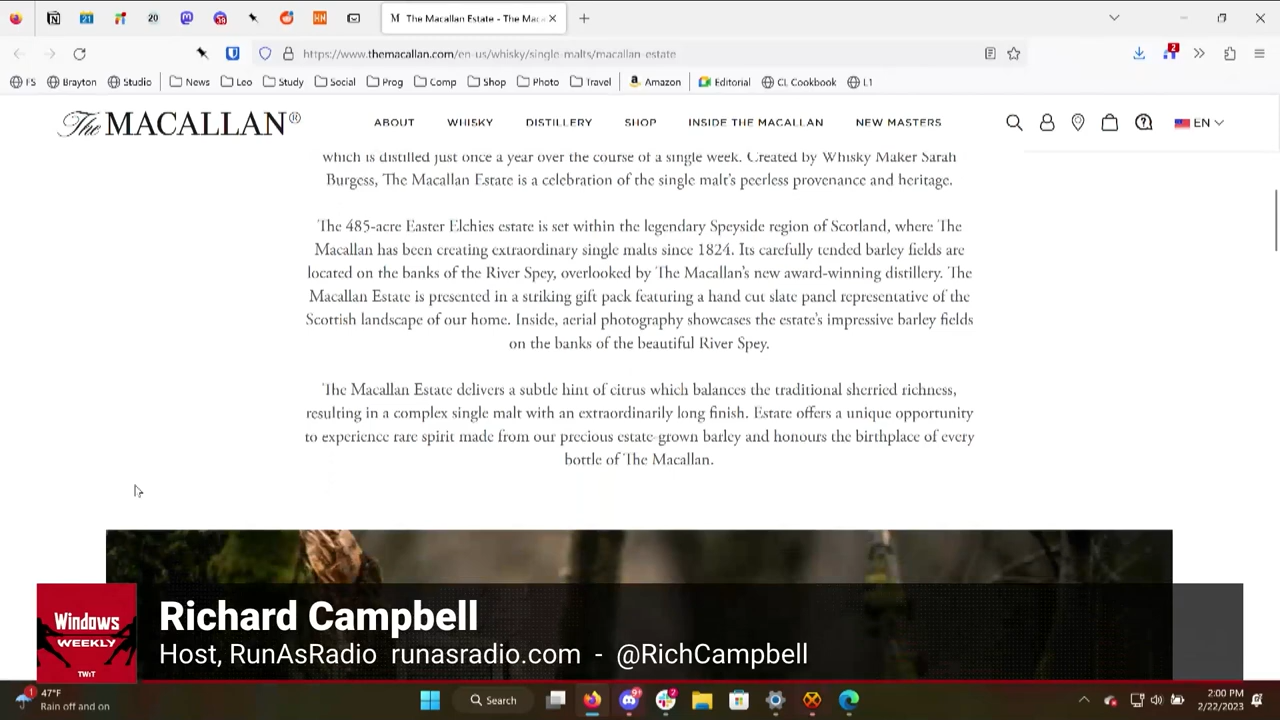 20
21
The Macallan Estate - The Mac
https://www.themacallan.com/en-us/whisky/single-malts/macallan-estate
2
FS
Brayton
Studio
News
Leo
Study
Social
Prog
Comp
Shop
Photo
Travel
Amazon
Editorial
CL Cookbook
L1
The MACALLAN®
ABOUT
WHISKY
DISTILLERY
SHOP
INSIDE THE MACALLAN
NEW MASTERS
EN
which is distilled just once a year over the course of a single week. Created by Whisky Maker Sarah
Burgess, The Macallan Estate is a celebration of the single malt's peerless provenance and heritage.
The 485-acre Easter Elchies estate is set within the legendary Speyside region of Scotland, where The
Macallan has been creating extraordinary single malts since 1824. Its carefully tended barley fields are
located on the banks of the River Spey, overlooked by The Macallan's new award-winning distillery. The
Macallan Estate is presented in a striking gift pack featuring a hand cut slate panel representative of the
Scottish landscape of our home. Inside, aerial photography showcases the estate's impressive barley fields
on the banks of the beautiful River Spey.
The Macallan Estate delivers a subtle hint of citrus which balances the traditional sherried richness,
resulting in a complex single malt with an extraordinarily long finish. Estate offers a unique opportunity
to experience rare spirit made from our precious estate-grown barley and honours the birthplace of every
bottle of The Macallan.
Windows
WEEKLY
TWiT
Richard Campbell
Host, RunAsRadio runasradio.com - @RichCampbell
1
47°F
Rain off and on
Search
2:00 PM
2/22/2023